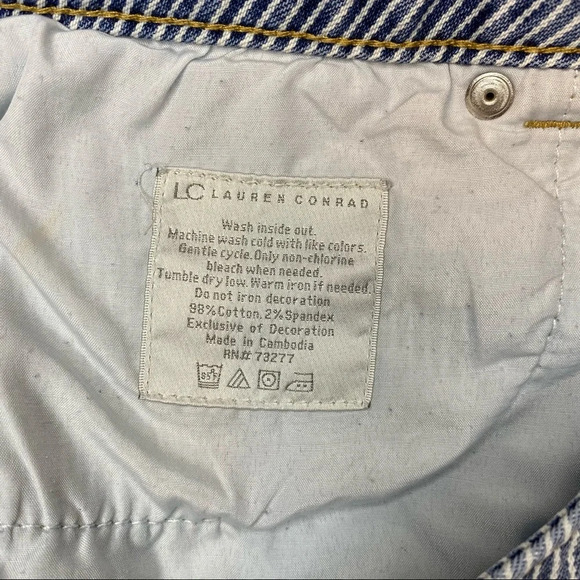 LC LAUREN CONRAD
Wash inside out.
Machine wash cold with like colors.
Gentle cycle. Only non-chlorine
bleach when needed.
Tumble dry low. Warm iron if needed.
Do not iron decoration
98% Cotton, 2% Spandex
Exclusive of Decoration
Made in Cambodia
RN# 73277
85F